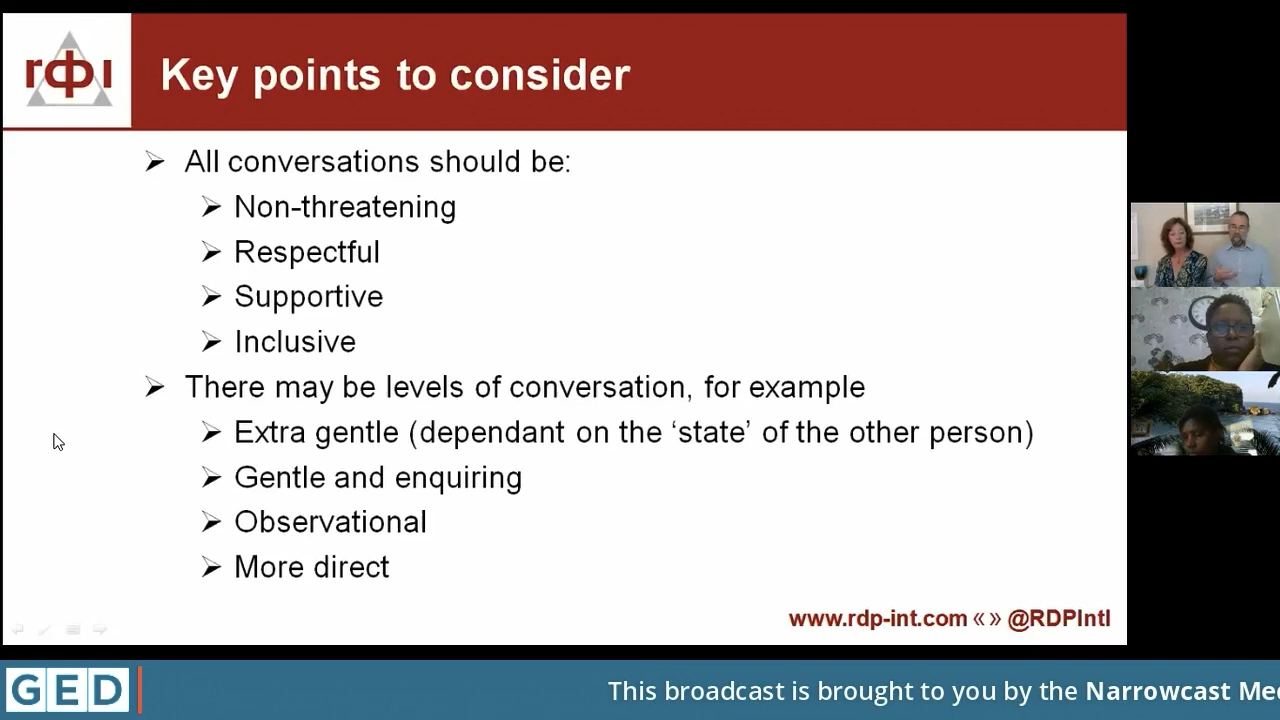 rφı
Key points to consider
All conversations should be:
Non-threatening
Respectful
Supportive
Inclusive
There may be levels of conversation, for example
Extra gentle (dependant on the ‘state’ of the other person)
Gentle and enquiring
Observational
More direct
www.rdp-int.com «» @RDPIntl
GED
This broadcast is brought to you by the Narrowcast Me